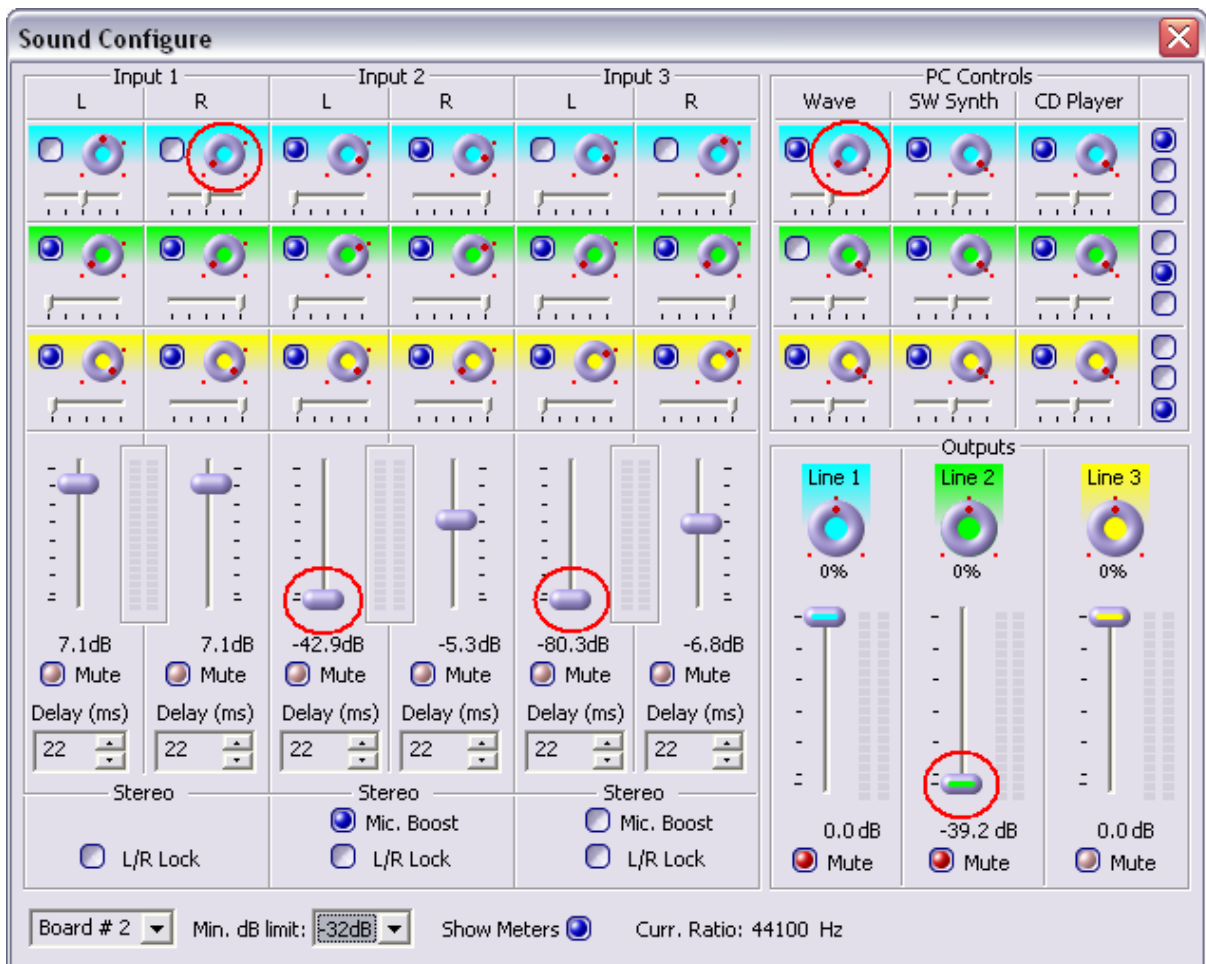 Sound Configure
Input 1 Input 2 Input 3 PC Controls
L R L R L R Wave SW Synth CD Player
Outputs
Line 1 Line 2 Line 3
0% 0% 0%
7.1dB 7.1dB -42.9dB -5.3dB -80.3dB -6.8dB
Mute Mute Mute Mute Mute Mute
Delay (ms) Delay (ms) Delay (ms) Delay (ms) Delay (ms) Delay (ms)
22 22 22 22 22 22
Stereo Stereo Stereo
Mic. Boost Mic. Boost
L/R Lock L/R Lock L/R Lock
0.0 dB -39.2 dB 0.0 dB
Mute Mute Mute
Board # 2 Min. dB limit: -32dB Show Meters Curr. Ratio: 44100 Hz